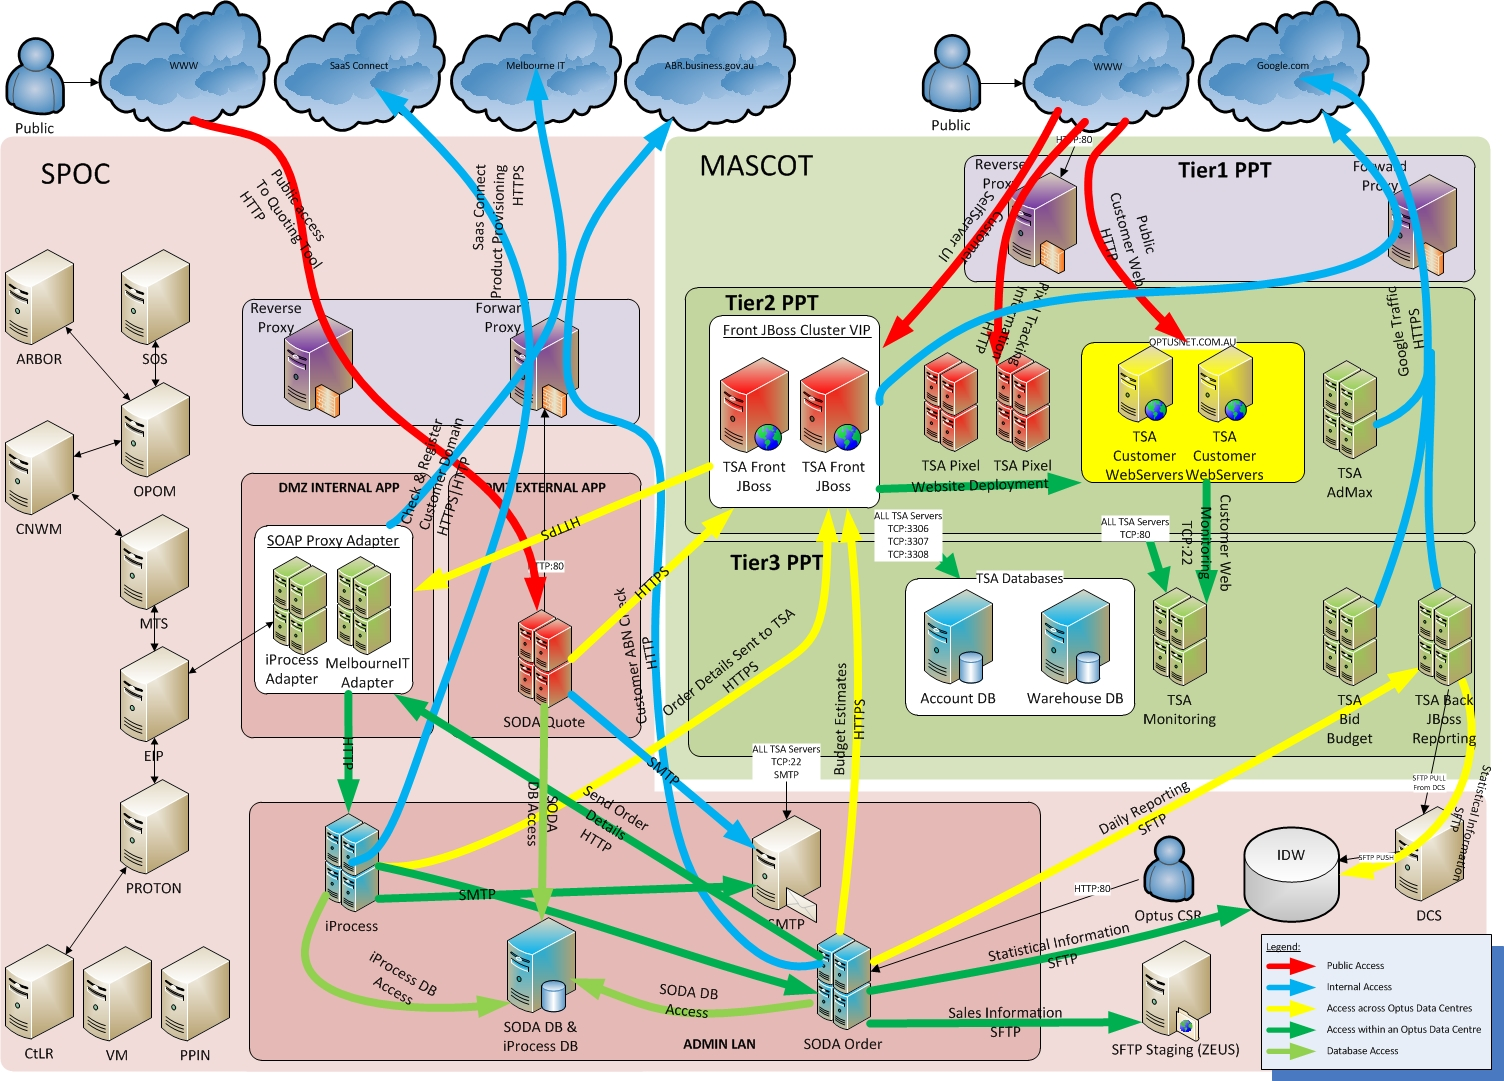 WWW
SaaS Connect
Melbourne IT
ABR.business.gov.au
WWW
Google.com
Public
Public
HTTP:80
SPOC
MASCOT
Reverse
Proxy
Tier1 PPT
Forward
Proxy
Public access
To Quoting Tool
HTTP
Saas Connect
Product Provisioning
HTTPS
Customer
SelfServer UI
Public
Customer Web
HTTP
Pixel Tracking
Information
HTTP
Google Traffic
HTTPS
ARBOR
SOS
OPOM
CNWM
MTS
EIP
PROTON
CtLR
VM
PPIN
Reverse
Proxy
Forward
Proxy
Tier2 PPT
Front JBoss Cluster VIP
TSA Front
JBoss
TSA Front
JBoss
TSA Pixel
TSA Pixel
Website Deployment
OPTUSNET.COM.AU
TSA
Customer
WebServers
TSA
Customer
WebServers
TSA
AdMax
Check & Register
Customer Domain
HTTPS|HTTP
DMZ INTERNAL APP
DMZ EXTERNAL APP
SOAP Proxy Adapter
iProcess
Adapter
MelbourneIT
Adapter
HTTPS
HTTP:80
HTTPS
SODA Quote
Customer ABN Check
HTTP
ALL TSA Servers
TCP:3306
TCP:3307
TCP:3308
ALL TSA Servers
TCP:80
Customer Web
Monitoring
TCP:22
Tier3 PPT
TSA Databases
Account DB
Warehouse DB
TSA
Monitoring
TSA
Bid
Budget
TSA Back
JBoss
Reporting
Order Details Sent to TSA
HTTPS
Budget Estimates
HTTPS
HTTP
SMTP
ALL TSA Servers
TCP:22
SMTP
SODA
DB Access
Send Order
Details
HTTP
Daily Reporting
SFTP
SFTP PULL
From DCS
Statistical Information
SFTP
SFTP PUSH
IDW
DCS
HTTP:80
Optus CSR
iProcess
SMTP
SMTP
iProcess DB
Access
SODA DB &
iProcess DB
SODA DB
Access
ADMIN LAN
SODA Order
Statistical Information
SFTP
Sales Information
SFTP
SFTP Staging (ZEUS)
Legend:
Public Access
Internal Access
Access across Optus Data Centres
Access within an Optus Data Centre
Database Access